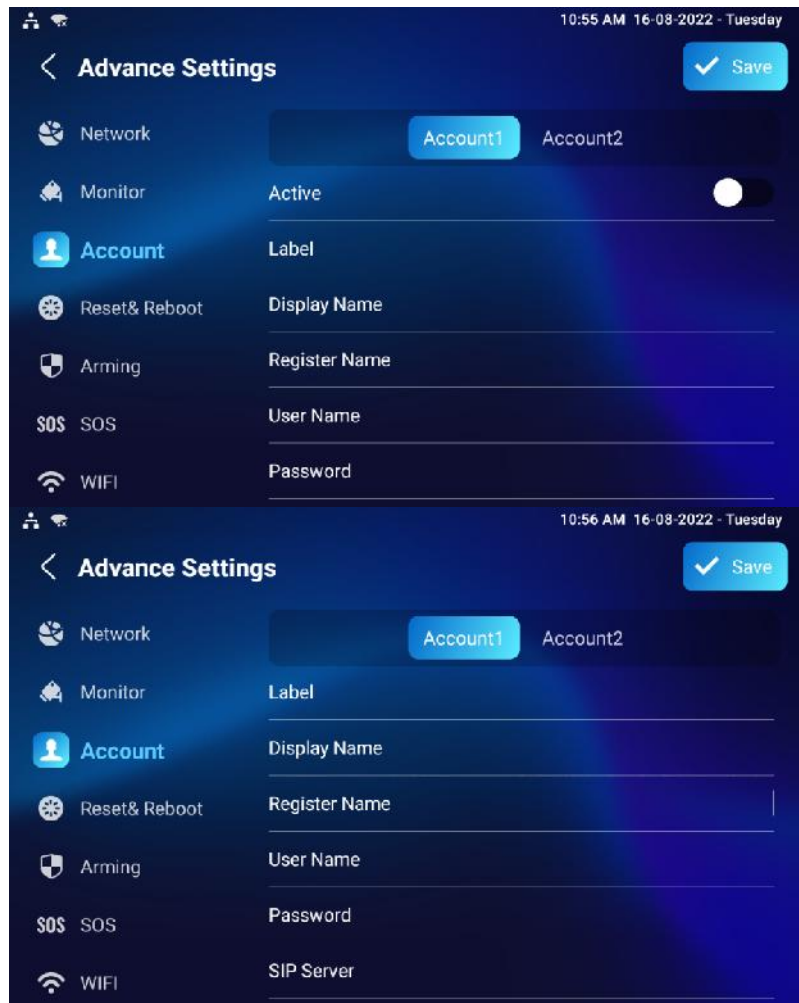 10:55 AM 16-08-2022 - Tuesday
Advance Settings
Save
Network
Account1 Account2
Monitor
Active
Account
Label
Reset& Reboot
Display Name
Arming
Register Name
SOS SOS
User Name
WIFI
Password
10:56 AM 16-08-2022 - Tuesday
Advance Settings
Save
Network
Account1 Account2
Monitor
Label
Account
Display Name
Reset& Reboot
Register Name
Arming
User Name
SOS SOS
Password
WIFI
SIP Server